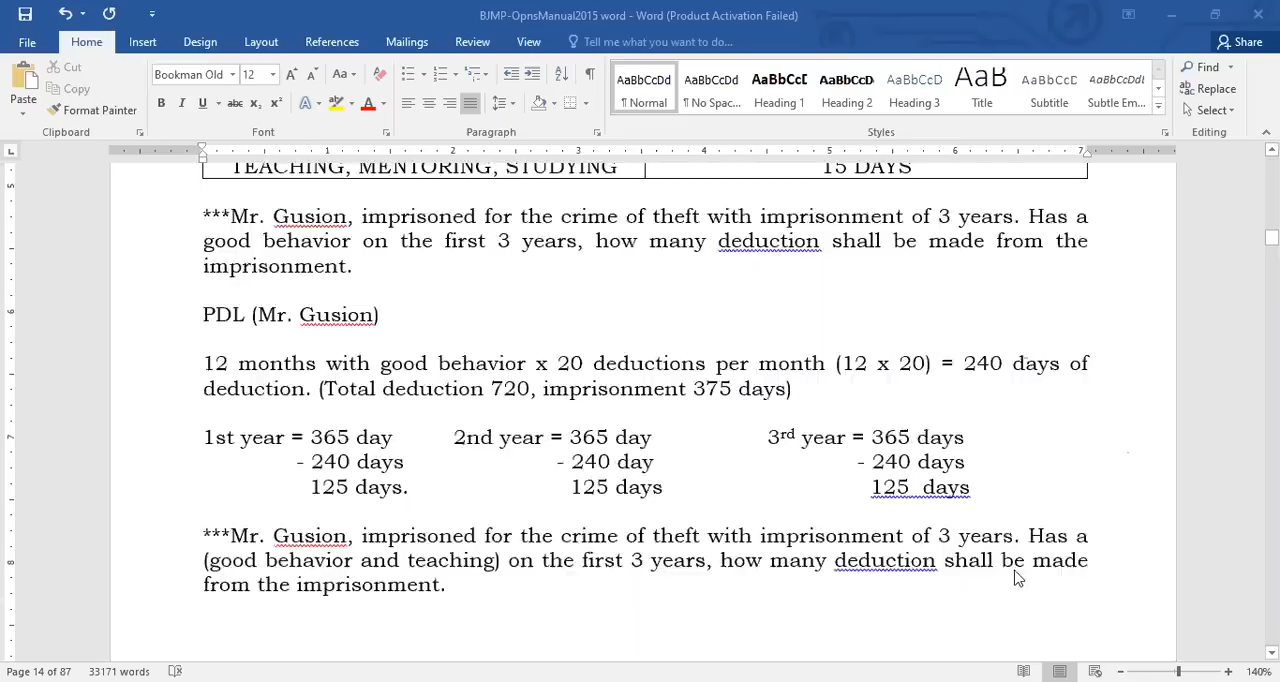 BJMP-OpnsManual2015 word - Word (Product Activation Failed)
File Home Insert Design Layout References Mailings Review View Tell me what you want to do... Share
Paste
Cut
Copy
Format Painter
Clipboard
Bookman Old 12
Font
Paragraph
AaBbCcDd AaBbCcDd AaBbCcI AaBbCcD AaBbCcD AaB AaBbCcD AaBbCcDdl
¶ Normal ¶ No Spac... Heading 1 Heading 2 Heading 3 Title Subtitle Subtle Em...
Styles
Find
Replace
Select
Editing
1 2 3 4 5 6 7
TEACHING, MENTORING, STUDYING 15 DAYS
***Mr. Gusion, imprisoned for the crime of theft with imprisonment of 3 years. Has a
good behavior on the first 3 years, how many deduction shall be made from the
imprisonment.
PDL (Mr. Gusion)
12 months with good behavior x 20 deductions per month (12 x 20) = 240 days of
deduction. (Total deduction 720, imprisonment 375 days)
1st year = 365 day 2nd year = 365 day 3rd year = 365 days
- 240 days - 240 day - 240 days
125 days. 125 days 125 days
***Mr. Gusion, imprisoned for the crime of theft with imprisonment of 3 years. Has a
(good behavior and teaching) on the first 3 years, how many deduction shall be made
from the imprisonment.
Page 14 of 87 33171 words 140%